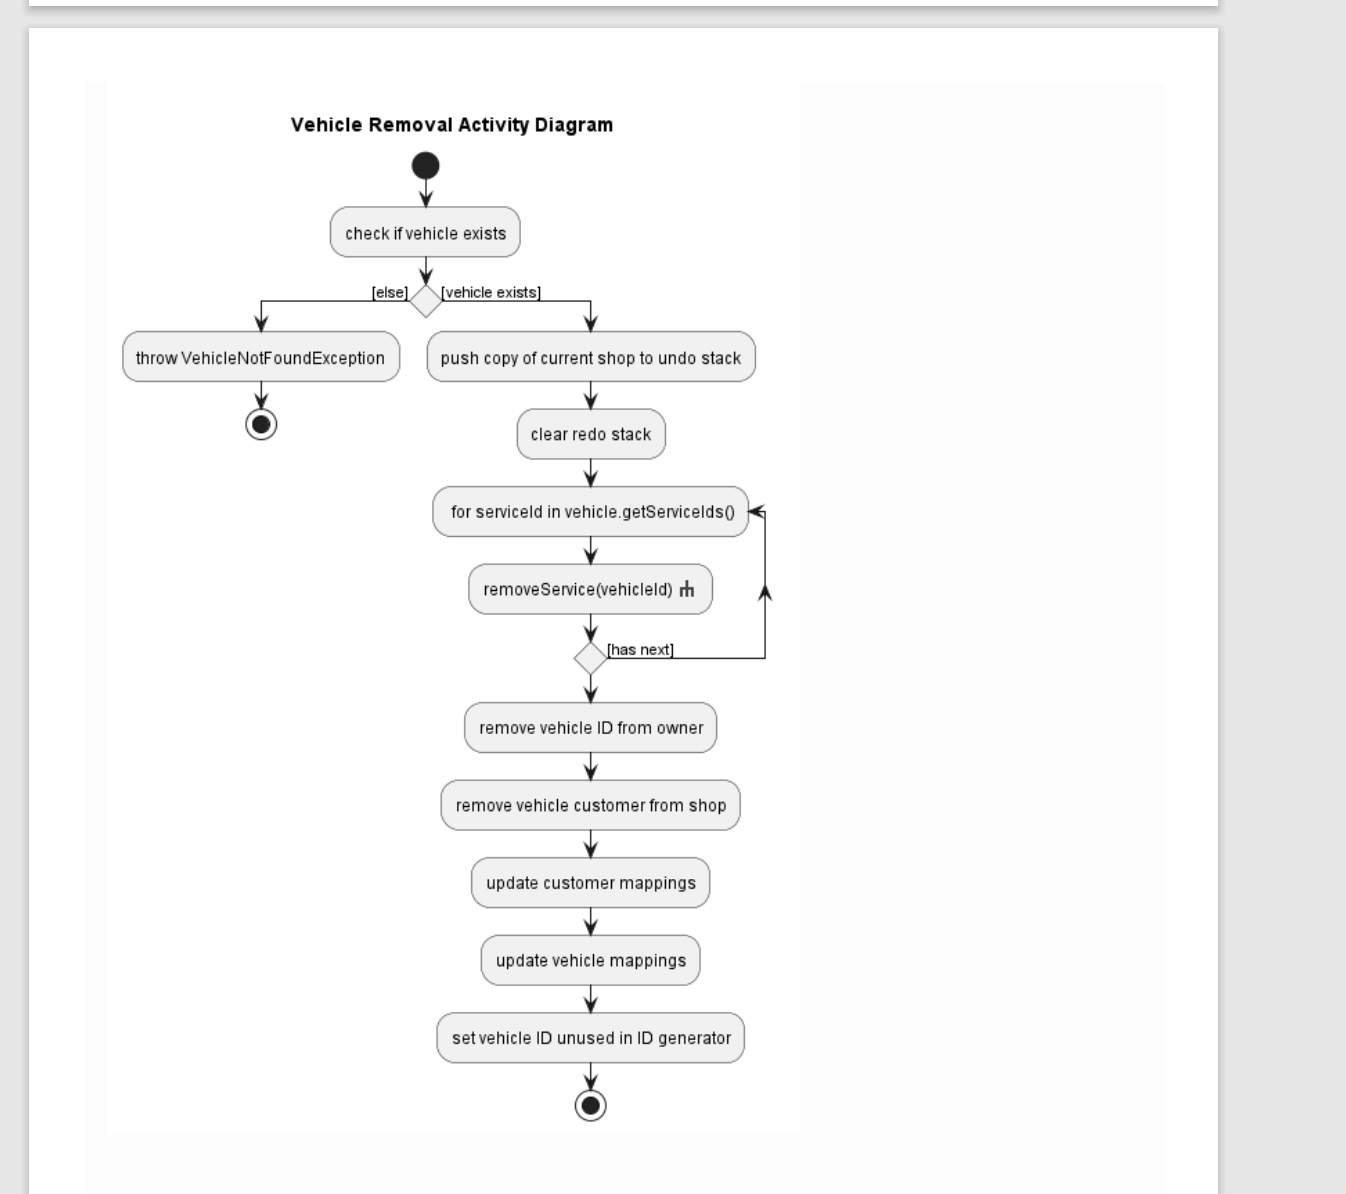 Vehicle Removal Activity Diagram
check if vehicle exists
[else]
[vehicle exists]
throw VehicleNotFoundException
push copy of current shop to undo stack
clear redo stack
for serviceId in vehicle.getServiceIds()
removeService(vehicleId)
[has next]
remove vehicle ID from owner
remove vehicle customer from shop
update customer mappings
update vehicle mappings
set vehicle ID unused in ID generator